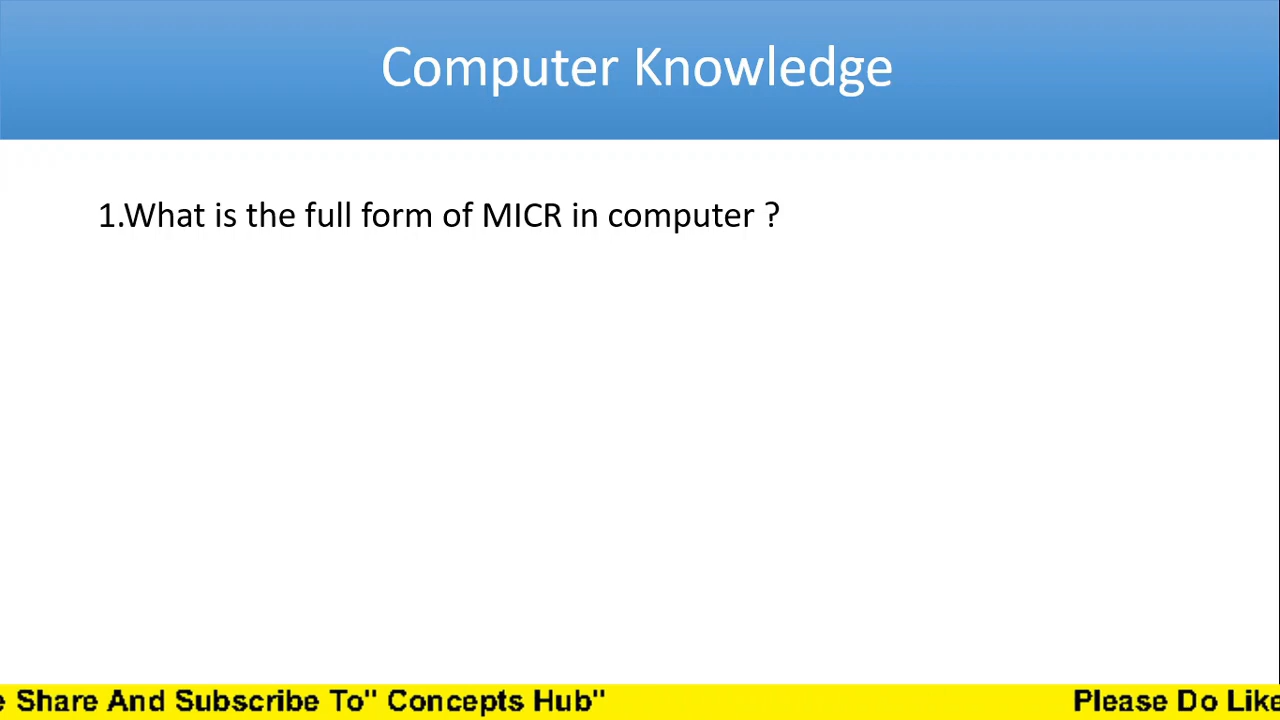 Computer Knowledge
1.What is the full form of MICR in computer ?
Share And Subscribe To" Concepts Hub" Please Do Like